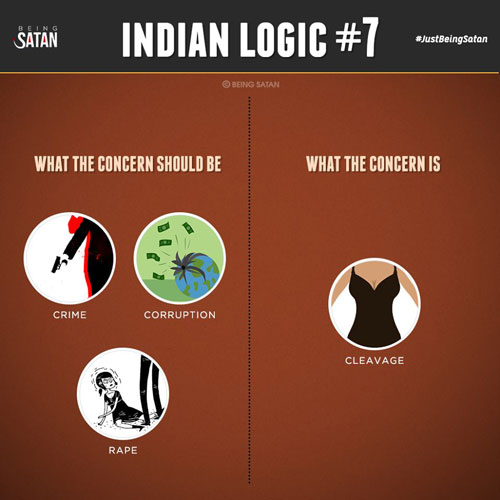 BEING
SATAN
INDIAN LOGIC #7
#JustBeingSatan
© BEING SATAN
WHAT THE CONCERN SHOULD BE
WHAT THE CONCERN IS
CRIME
CORRUPTION
CLEAVAGE
RAPE